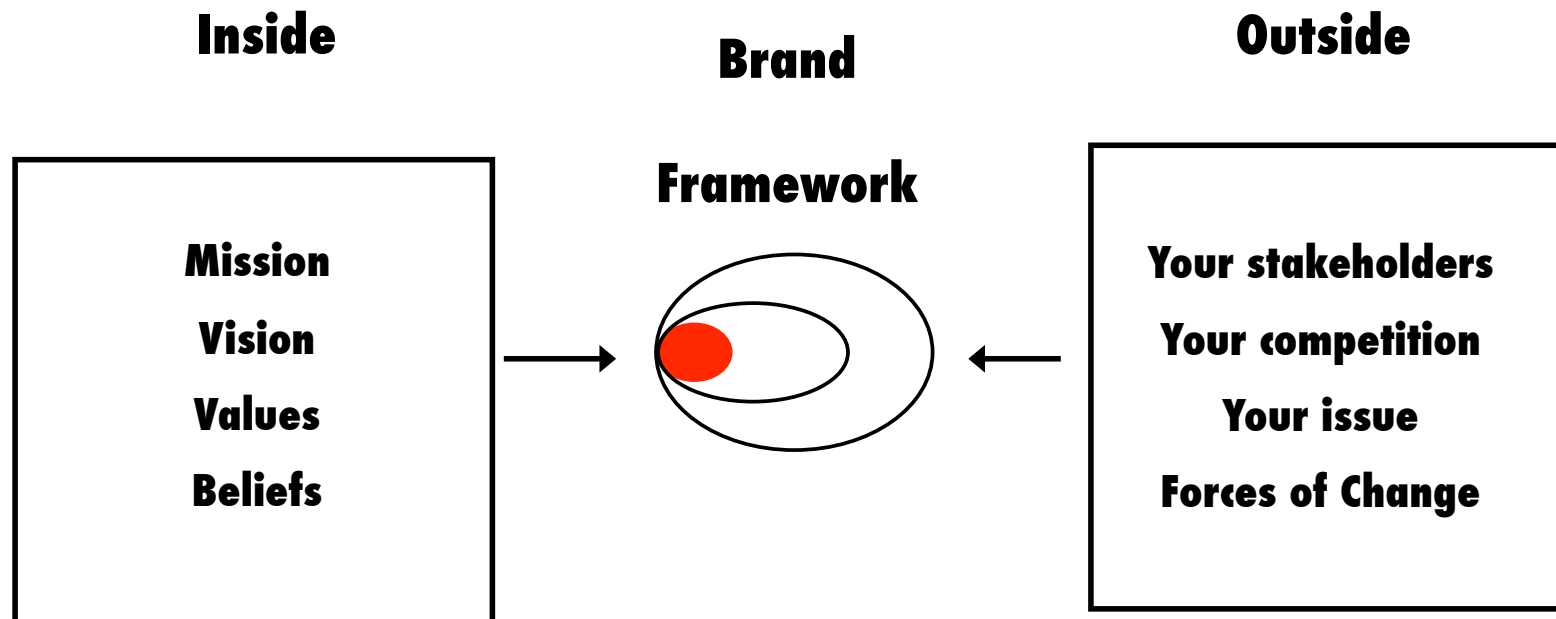 Inside
Mission
Vision
Values
Beliefs
Brand
Framework
Outside
Your stakeholders
Your competition
Your issue
Forces of Change